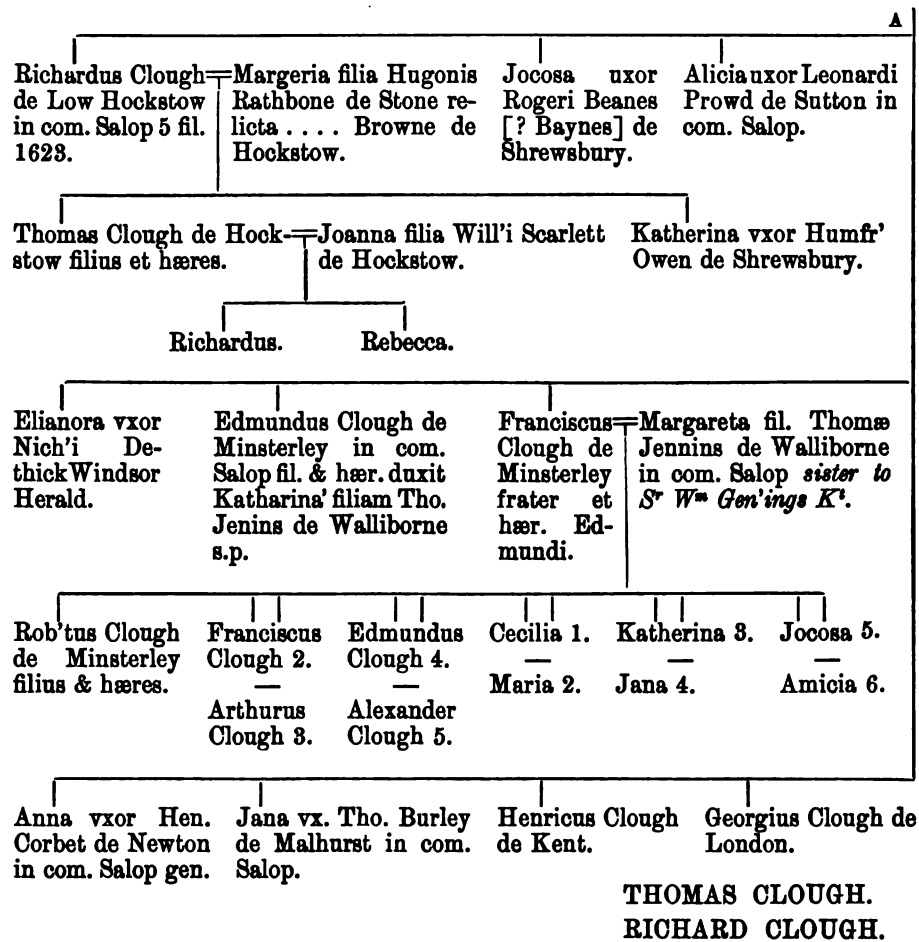 A
Richardus Clough
de Low Hockstow
in com. Salop 5 fil.
1623.
Margeria filia Hugonis
Rathbone de Stone re-
licta . . . . Browne de
Hockstow.
Jocosa uxor
Rogeri Beanes
[? Baynes] de
Shrewsbury.
Alicia uxor Leonardi
Prowd de Sutton in
com. Salop.
Thomas Clough de Hock-
stow filius et hæres.
Joanna filia Will'i Scarlett
de Hockstow.
Katherina vxor Humfr'
Owen de Shrewsbury.
Richardus.
Rebecca.
Elianora vxor
Nich'i De-
thick Windsor
Herald.
Edmundus Clough de
Minsterley in com.
Salop fil. & hær. duxit
Katharina' filiam Tho.
Jenins de Walliborne
s.p.
Franciscus
Clough de
Minsterley
frater et
hær. Ed-
mundi.
Margareta fil. Thomæ
Jennins de Walliborne
in com. Salop sister to
Sʳ Wᵐ Gen'ings Kᵗ.
Rob'tus Clough
de Minsterley
filius & hæres.
Franciscus
Clough 2.
—
Arthurus
Clough 3.
Edmundus
Clough 4.
—
Alexander
Clough 5.
Cecilia 1.
—
Maria 2.
Katherina 3.
—
Jana 4.
Jocosa 5.
—
Amicia 6.
Anna vxor Hen.
Corbet de Newton
in com. Salop gen.
Jana vx. Tho. Burley
de Malhurst in com.
Salop.
Henricus Clough
de Kent.
Georgius Clough de
London.
THOMAS CLOUGH.
RICHARD CLOUGH.